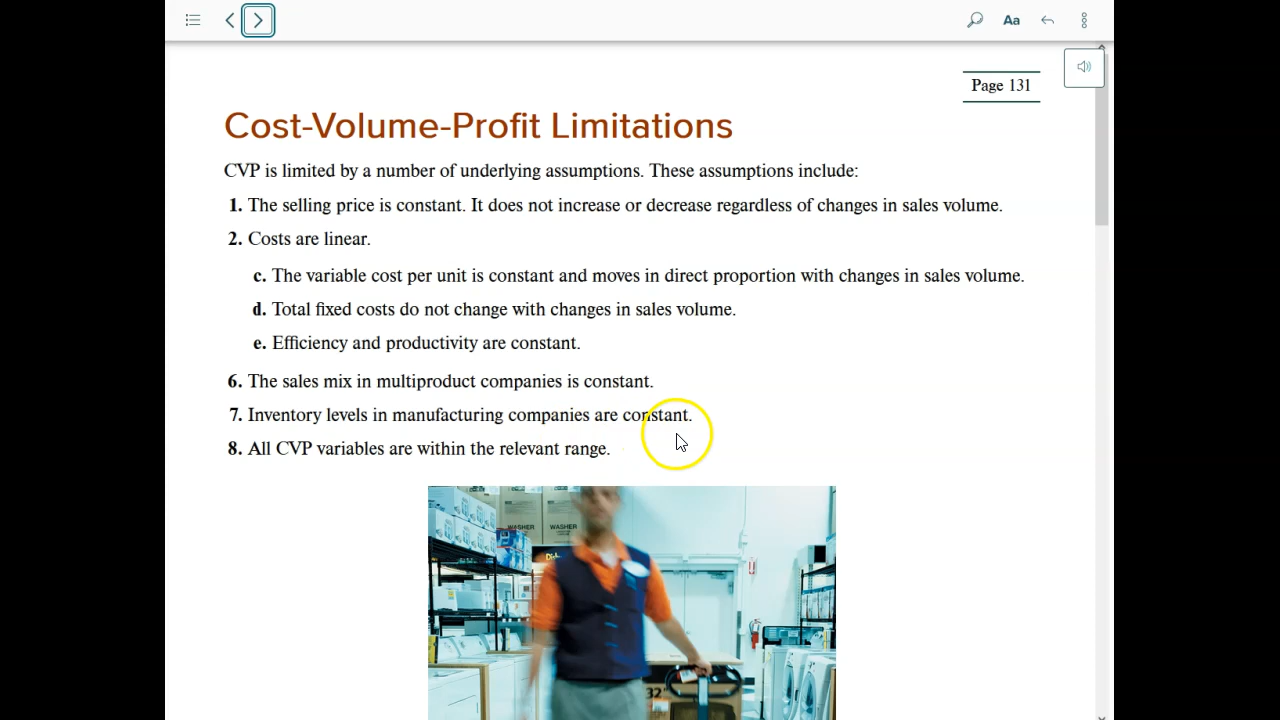 Aa
Page 131
Cost-Volume-Profit Limitations
CVP is limited by a number of underlying assumptions. These assumptions include:
1. The selling price is constant. It does not increase or decrease regardless of changes in sales volume.
2. Costs are linear.
c. The variable cost per unit is constant and moves in direct proportion with changes in sales volume.
d. Total fixed costs do not change with changes in sales volume.
e. Efficiency and productivity are constant.
6. The sales mix in multiproduct companies is constant.
7. Inventory levels in manufacturing companies are constant.
8. All CVP variables are within the relevant range.
WASHER WASHER
32"